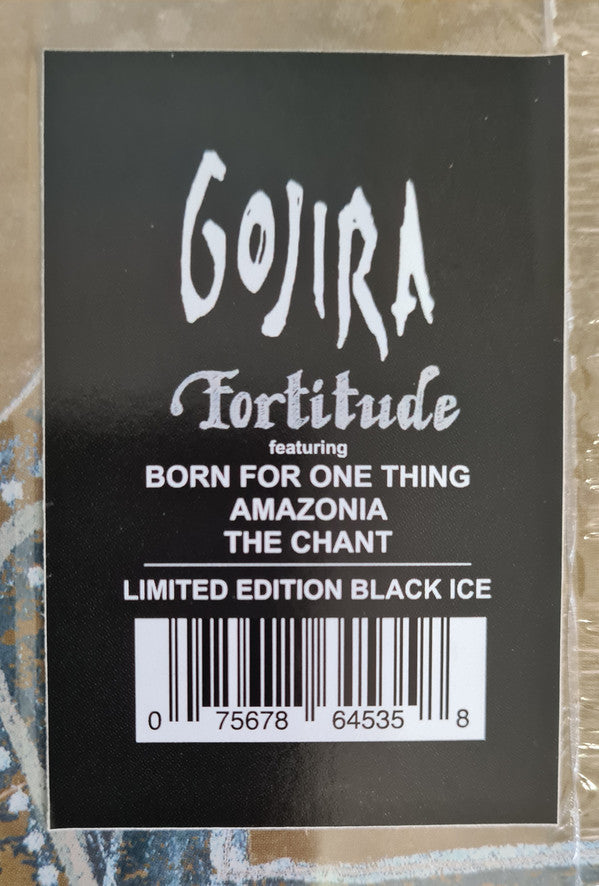 GOJIRA
Fortitude
featuring
BORN FOR ONE THING
AMAZONIA
THE CHANT
LIMITED EDITION BLACK ICE
0 75678 64535 8